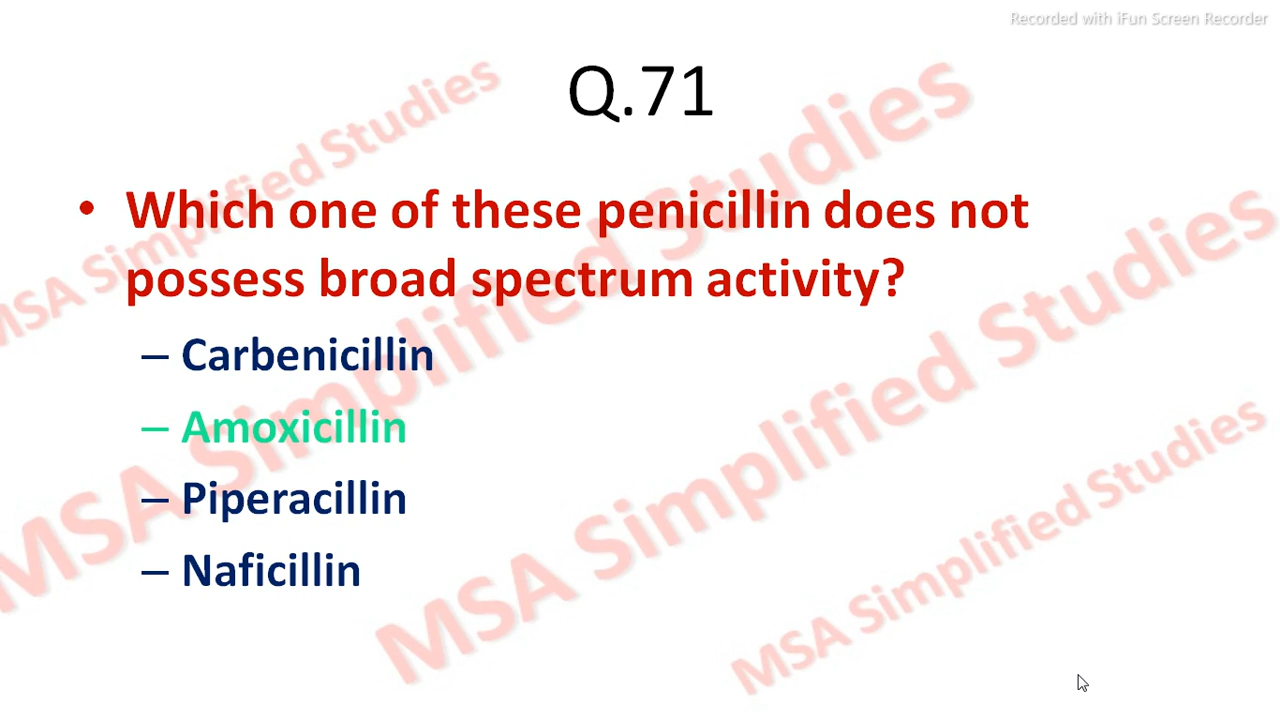 Recorded with iFun Screen Recorder
Q.71
• Which one of these penicillin does not
possess broad spectrum activity?
– Carbenicillin
– Amoxicillin
– Piperacillin
– Naficillin
MSA Simplified Studies
MSA Simplified Studies
MSA Simplified Studies
MSA Simplified Studies